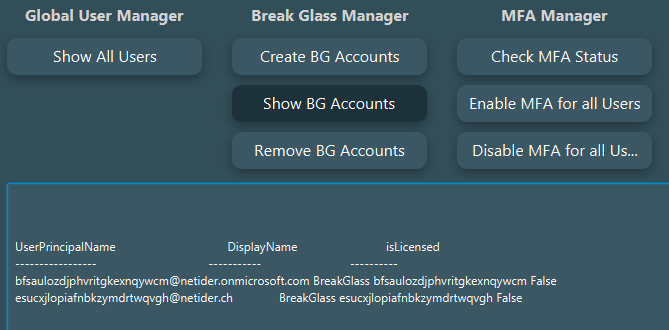 Global User Manager
Break Glass Manager
MFA Manager
Show All Users
Create BG Accounts
Check MFA Status
Show BG Accounts
Enable MFA for all Users
Remove BG Accounts
Disable MFA for all Us...
UserPrincipalName DisplayName isLicensed
----------------- ----------- ----------
bfsaulozdjphvritgkexnqywcm@netider.onmicrosoft.com BreakGlass bfsaulozdjphvritgkexnqywcm False
esucxjlopiafnbkzymdrtwqvgh@netider.ch BreakGlass esucxjlopiafnbkzymdrtwqvgh False